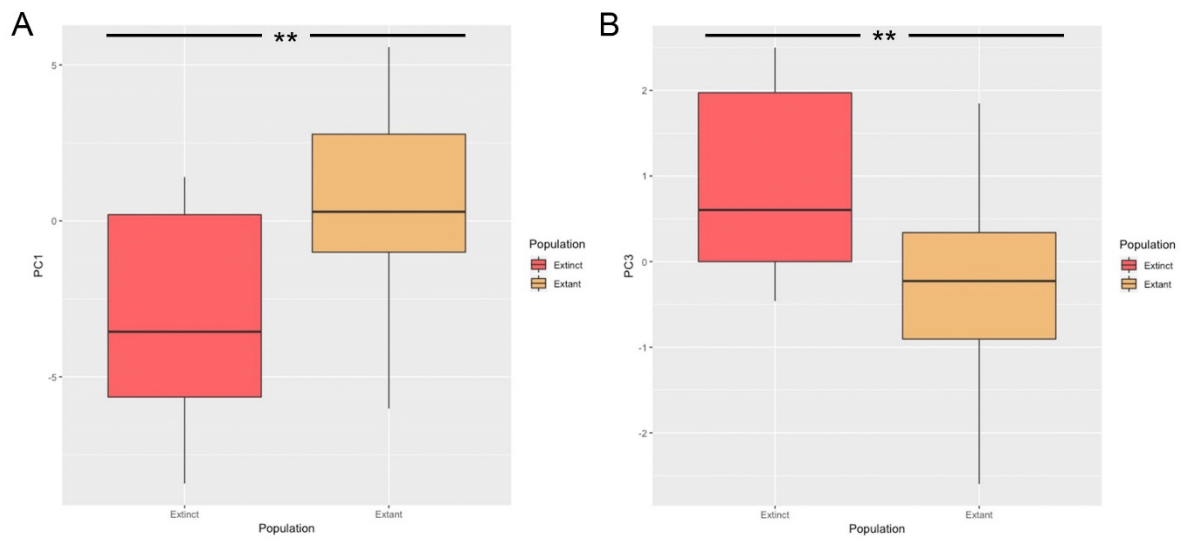 A
**
5
0
-5
PC1
Extinct
Extant
Population
Population
Extinct
Extant
B
**
2
1
0
-1
-2
PC3
Extinct
Extant
Population
Population
Extinct
Extant